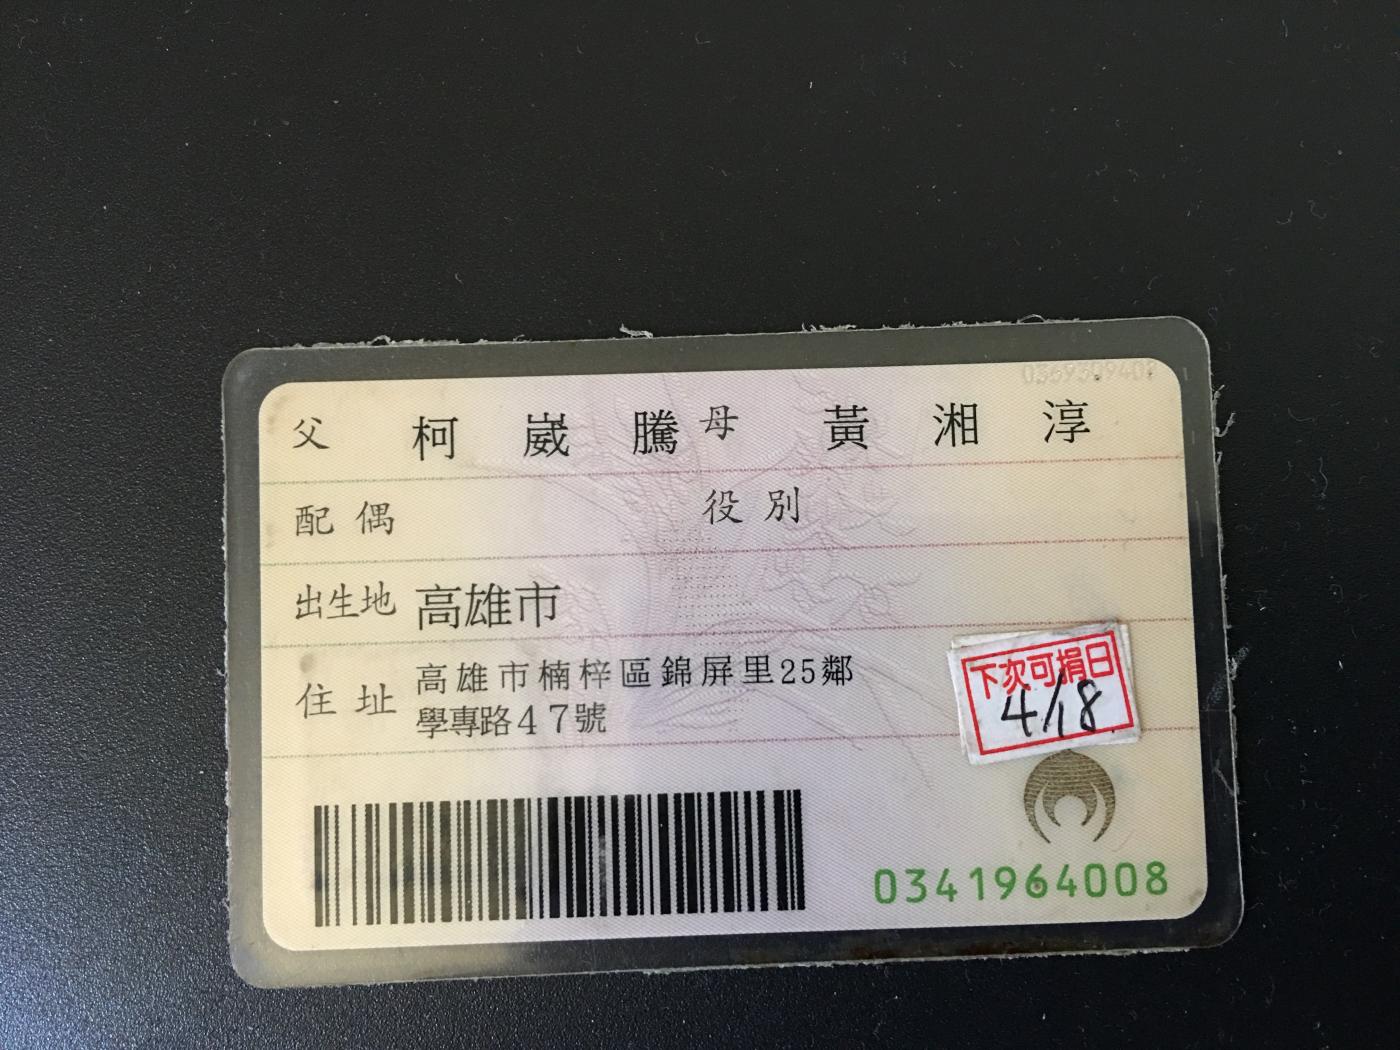 父 柯崴騰 母 黃湘淳
配偶 役別
出生地 高雄市
住址 高雄市楠梓區錦屏里25鄰
學專路47號
下次可捐日
4/18
0341964008